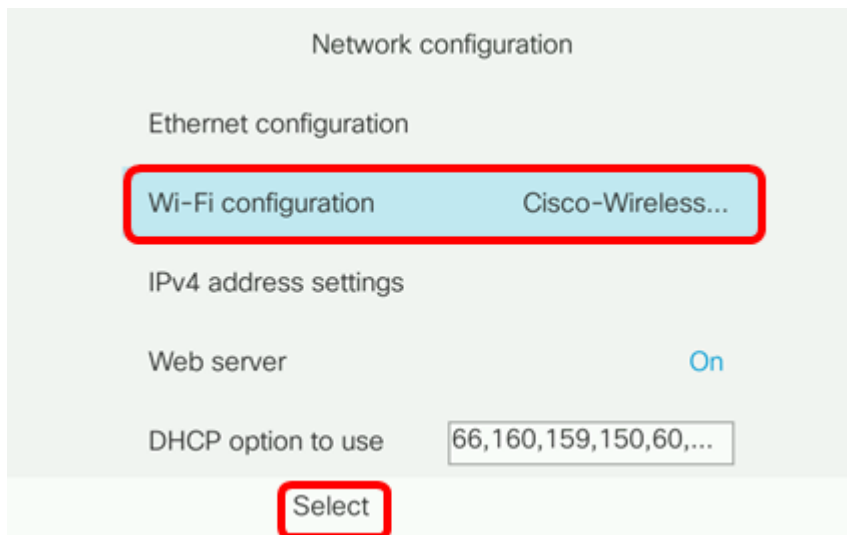 Network configuration
Ethernet configuration
Wi-Fi configuration Cisco-Wireless...
IPv4 address settings
Web server On
DHCP option to use 66,160,159,150,60,...
Select